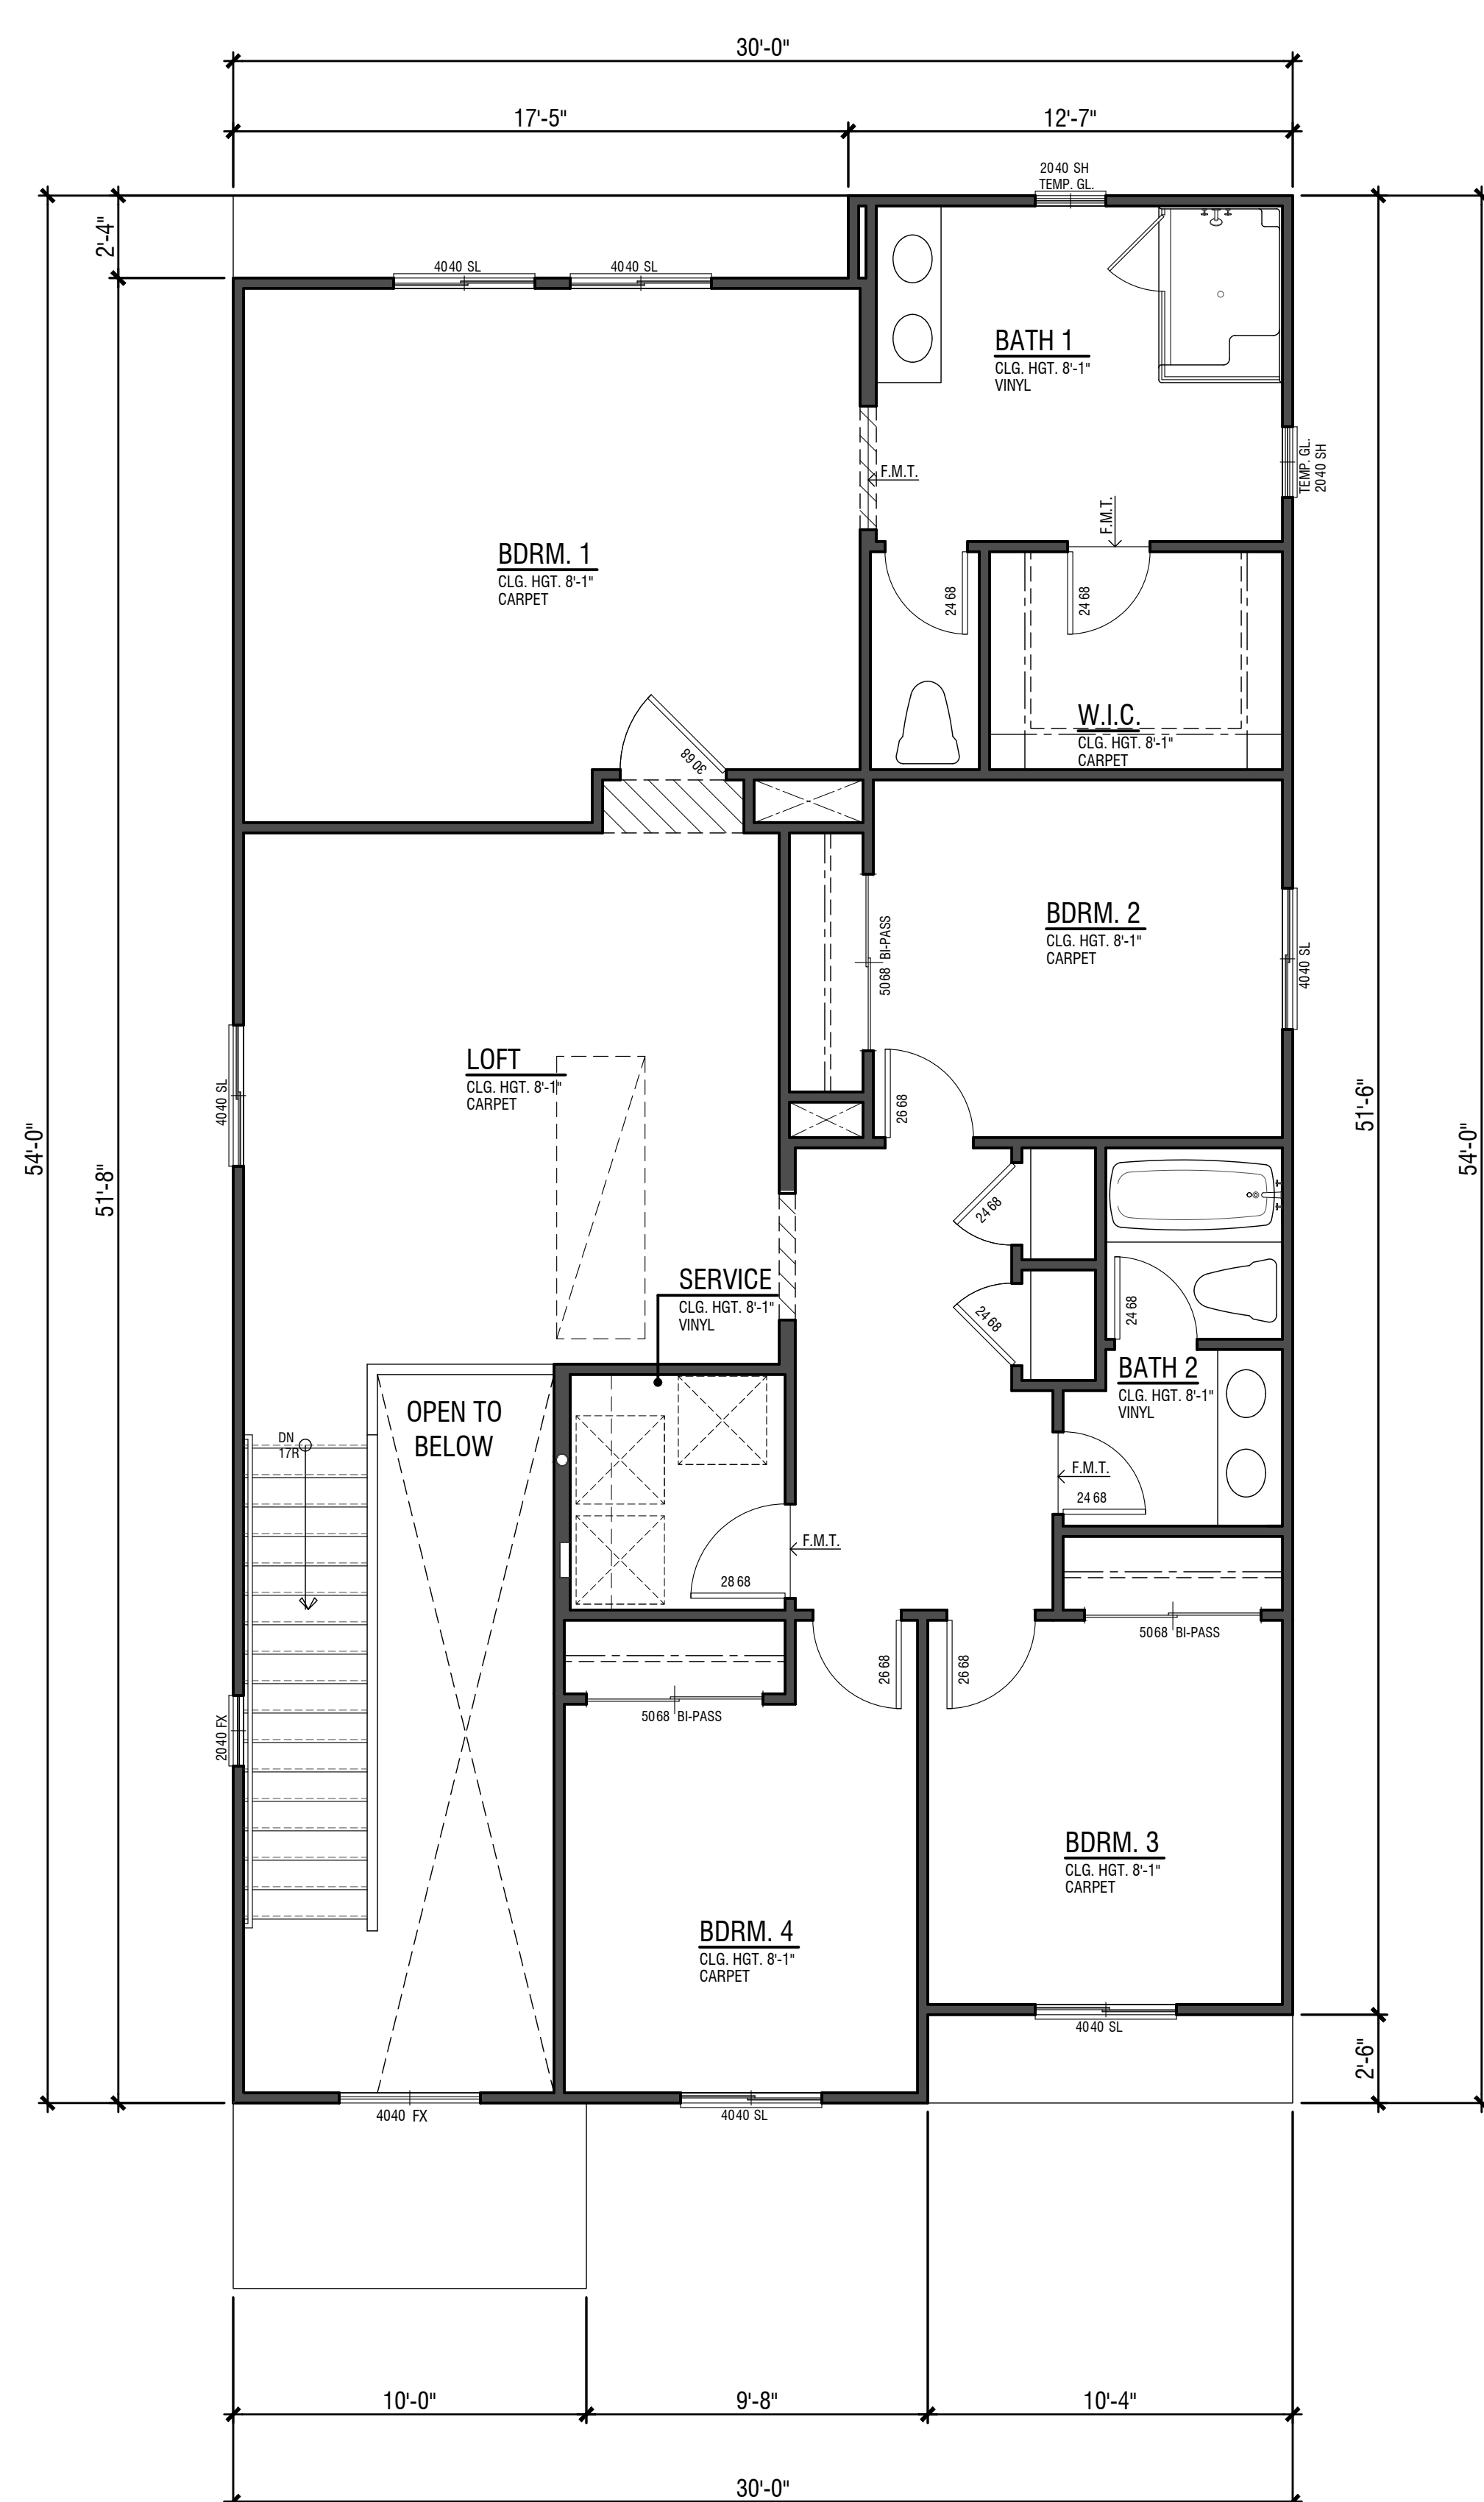 30'-0"
17'-5"
12'-7"
2040 SH
TEMP. GL.
2'-4"
4040 SL
4040 SL
BATH 1
CLG. HGT. 8'-1"
VINYL
TEMP. GL.
2040 SH
F.M.T.
F.M.T.
BDRM. 1
CLG. HGT. 8'-1"
CARPET
24 68
24 68
W.I.C.
CLG. HGT. 8'-1"
CARPET
30 68
BDRM. 2
CLG. HGT. 8'-1"
CARPET
5068 BI-PASS
4040 SL
LOFT
CLG. HGT. 8'-1"
CARPET
4040 SL
26 68
54'-0"
51'-8"
51'-6"
54'-0"
24 68
SERVICE
CLG. HGT. 8'-1"
VINYL
24 68
24 68
BATH 2
CLG. HGT. 8'-1"
VINYL
OPEN TO
BELOW
DN
17R
F.M.T.
24 68
F.M.T.
28 68
5068 BI-PASS
26 68
26 68
5068 BI-PASS
2040 FX
BDRM. 3
CLG. HGT. 8'-1"
CARPET
BDRM. 4
CLG. HGT. 8'-1"
CARPET
4040 SL
2'-6"
4040 FX
4040 SL
10'-0"
9'-8"
10'-4"
30'-0"